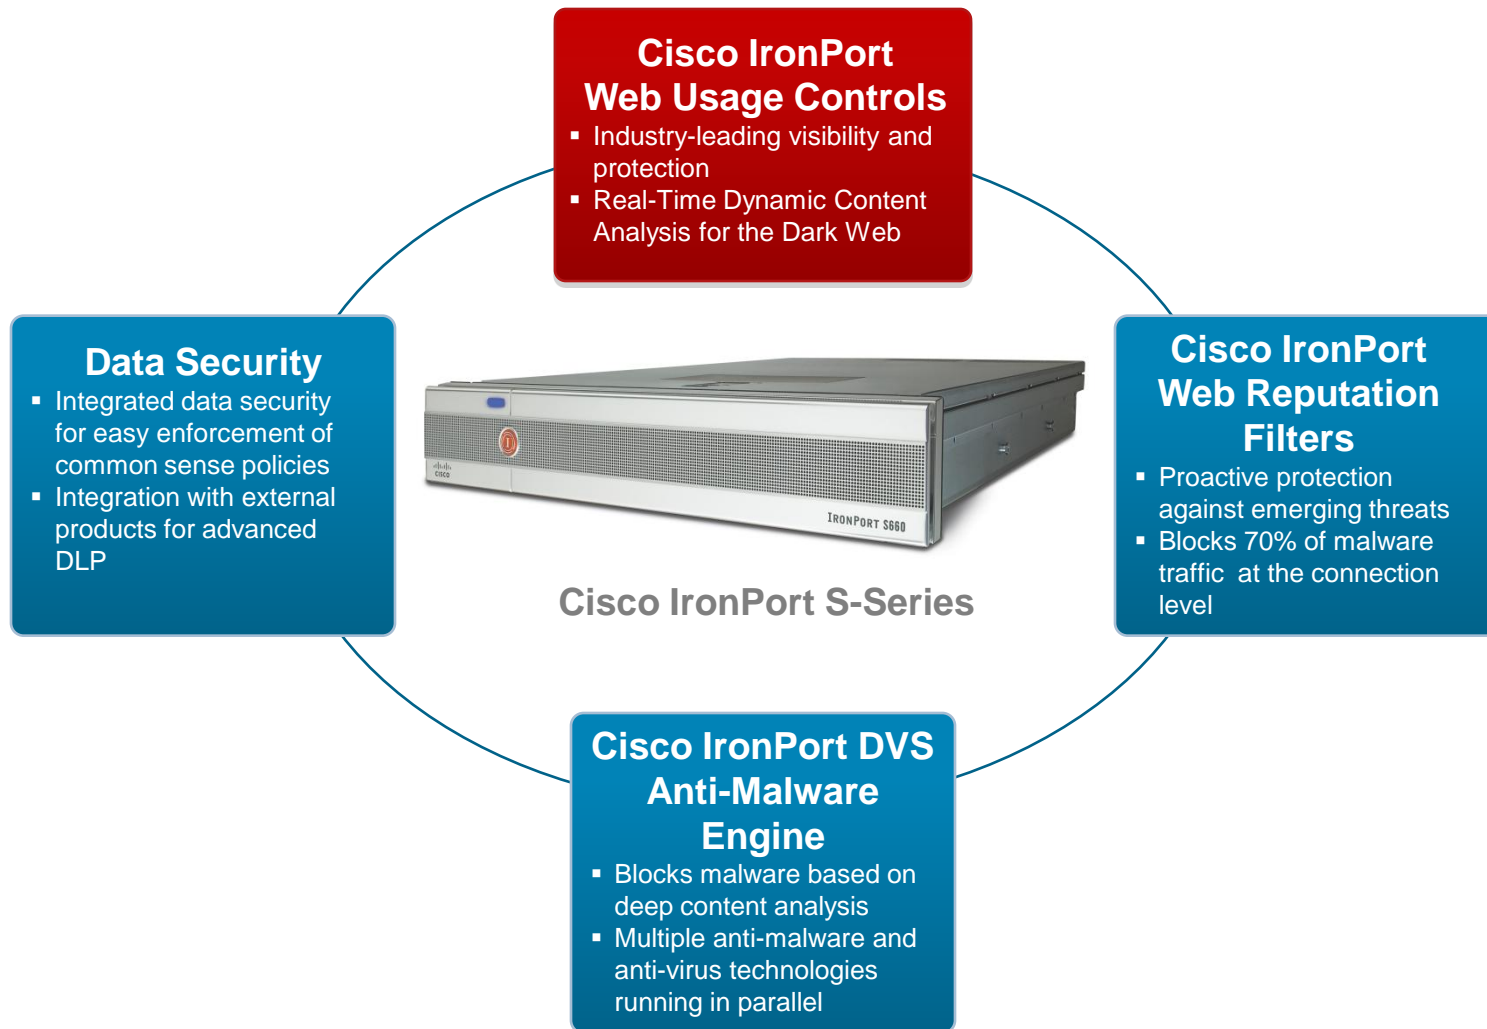 Cisco IronPort
Web Usage Controls
▪ Industry-leading visibility and
protection
▪ Real-Time Dynamic Content
Analysis for the Dark Web
Data Security
▪ Integrated data security
for easy enforcement of
common sense policies
▪ Integration with external
products for advanced
DLP
CISCO
IRONPORT S660
Cisco IronPort S-Series
Cisco IronPort
Web Reputation
Filters
▪ Proactive protection
against emerging threats
▪ Blocks 70% of malware
traffic at the connection
level
Cisco IronPort DVS
Anti-Malware
Engine
▪ Blocks malware based on
deep content analysis
▪ Multiple anti-malware and
anti-virus technologies
running in parallel